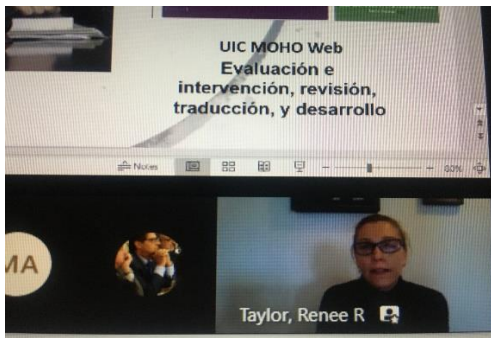 UIC MOHO Web
Evaluación e
intervención, revisión,
traducción, y desarrollo
Notes
60%
MA
Taylor, Renee R